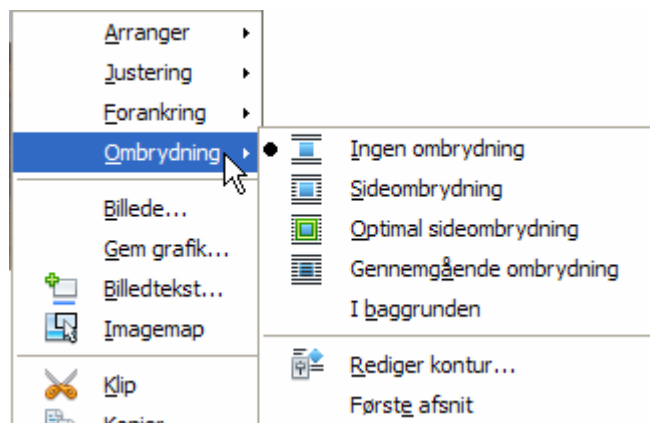 Arranger
Justering
Forankring
Ombrydning
Billede...
Gem grafik...
Billedtekst...
Imagemap
Klip
Kopier
Ingen ombrydning
Sideombrydning
Optimal sideombrydning
Gennemgående ombrydning
I baggrunden
Rediger kontur...
Første afsnit